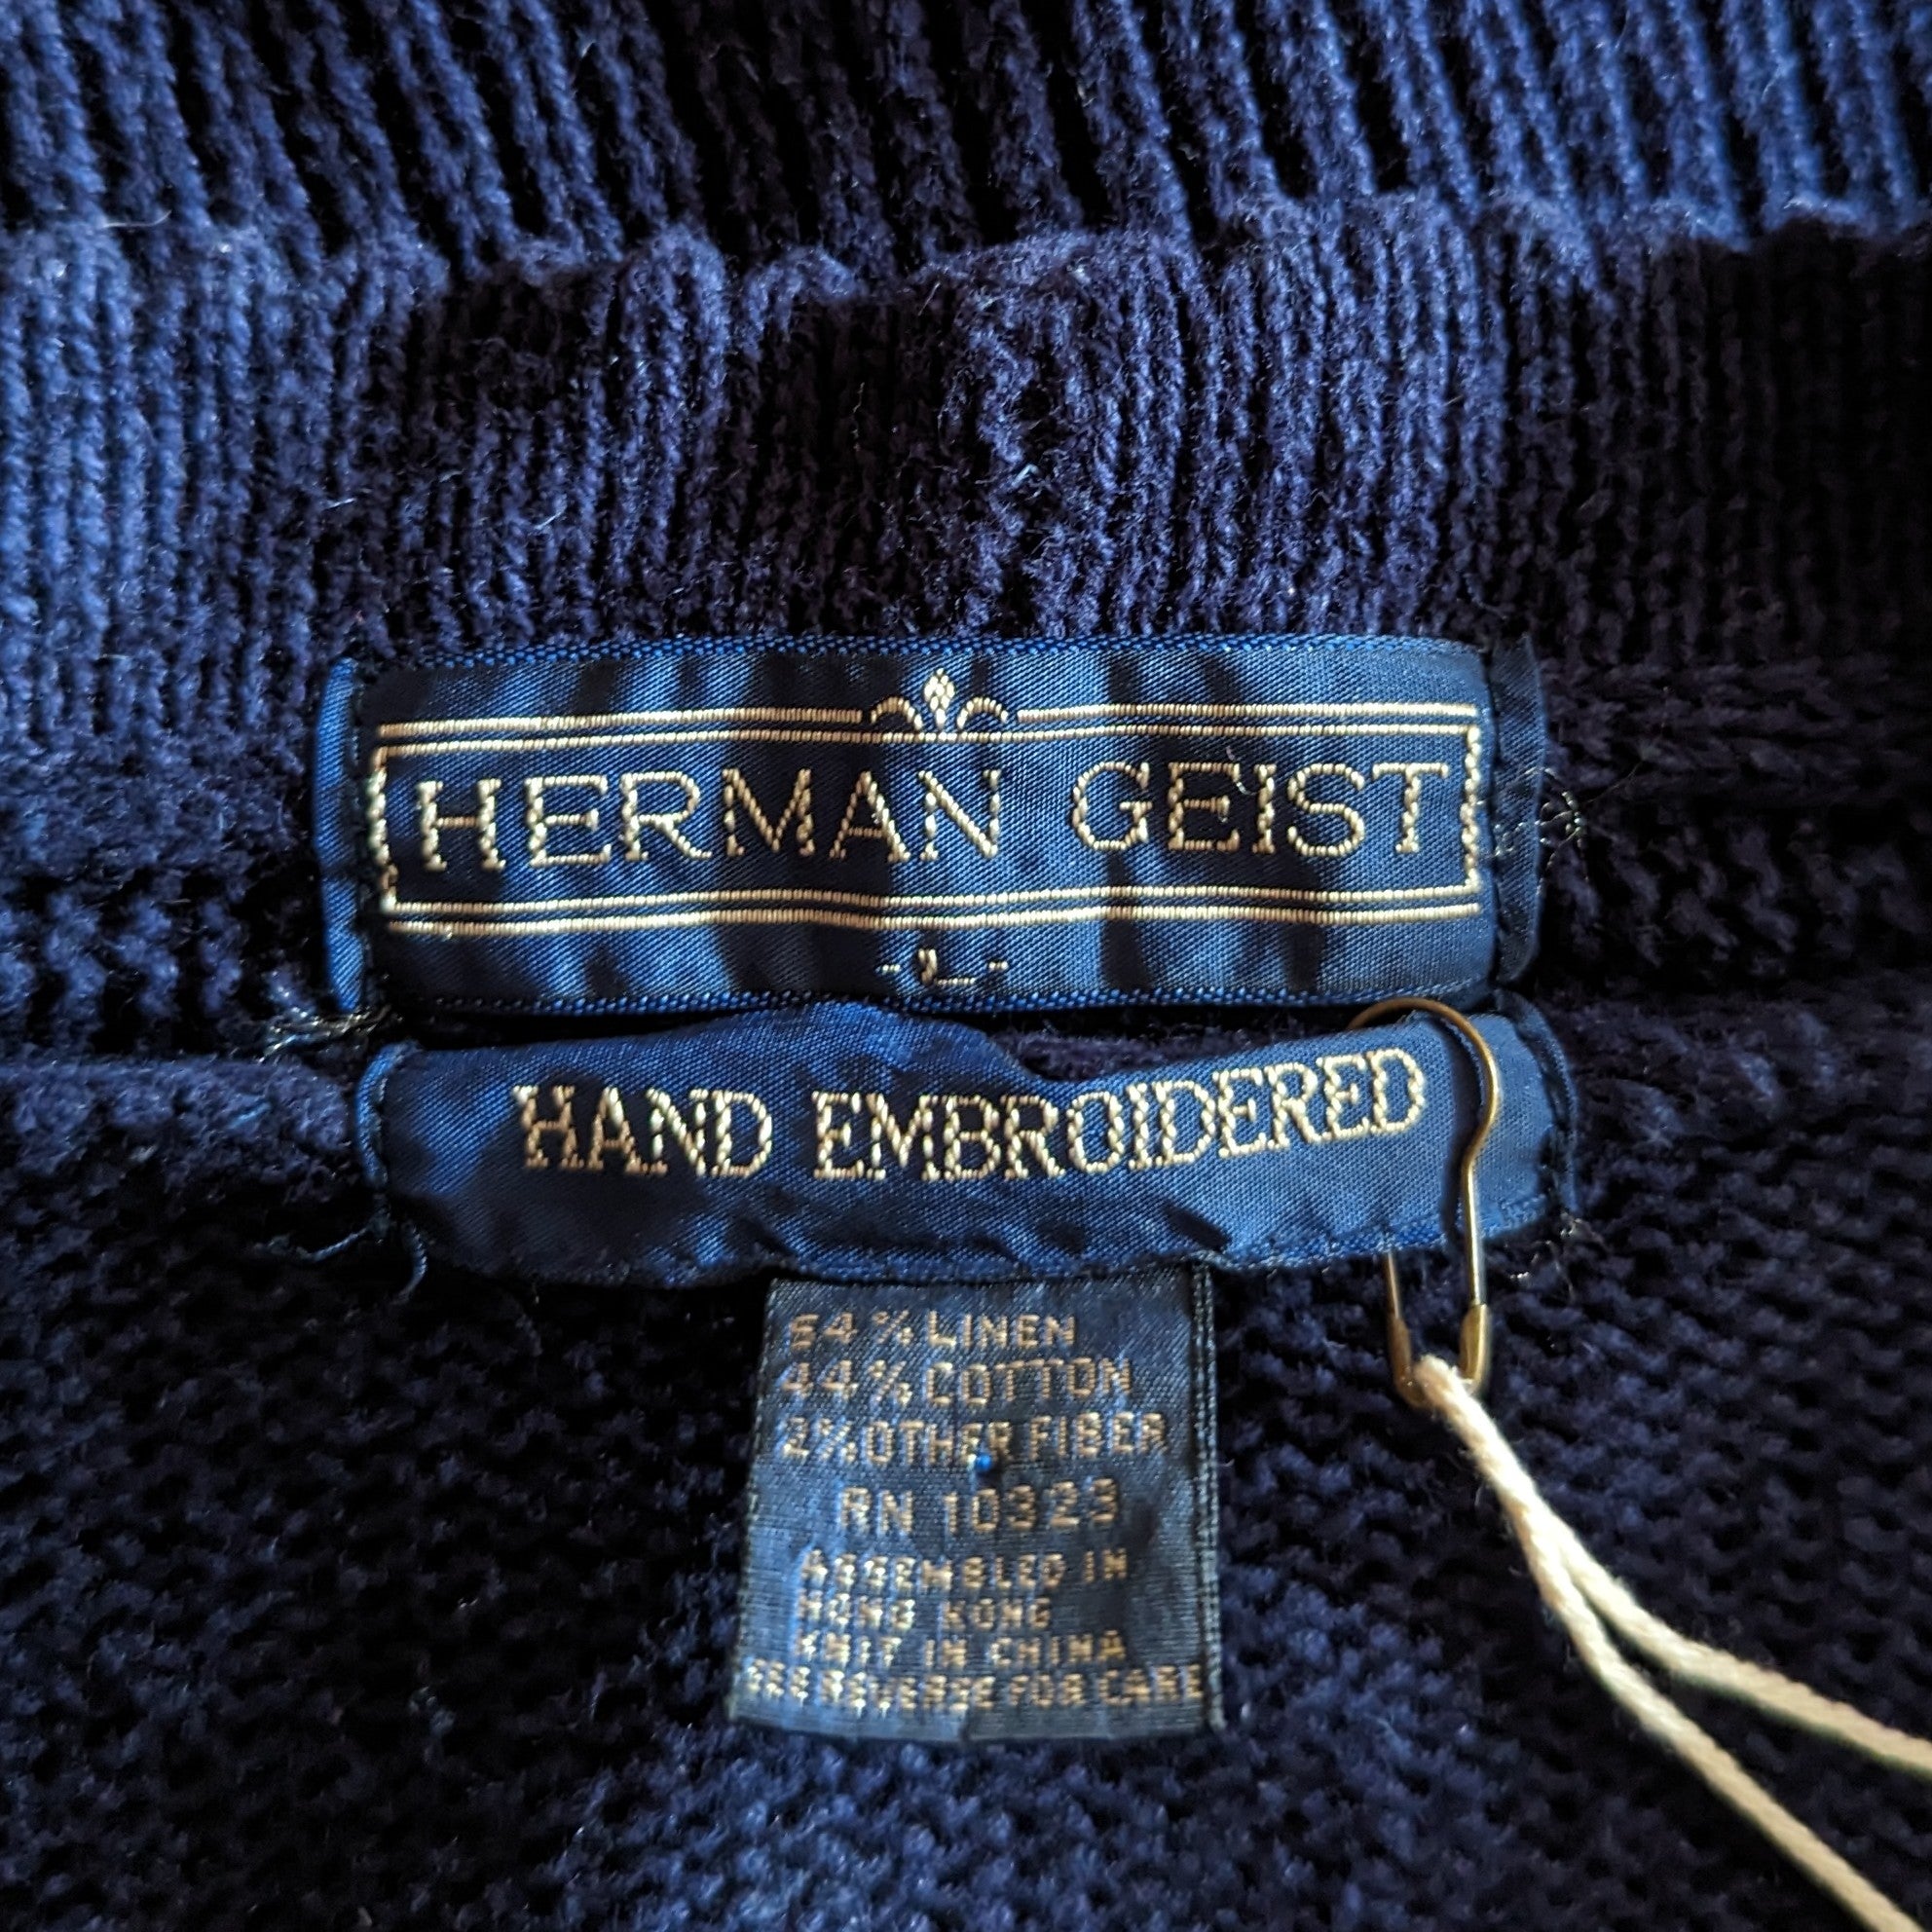 HERMAN GEIST
- L -
HAND EMBROIDERED
54% LINEN
44% COTTON
2% OTHER FIBER
RN 10323
ASSEMBLED IN
HONG KONG
KNIT IN CHINA
SEE REVERSE FOR CARE